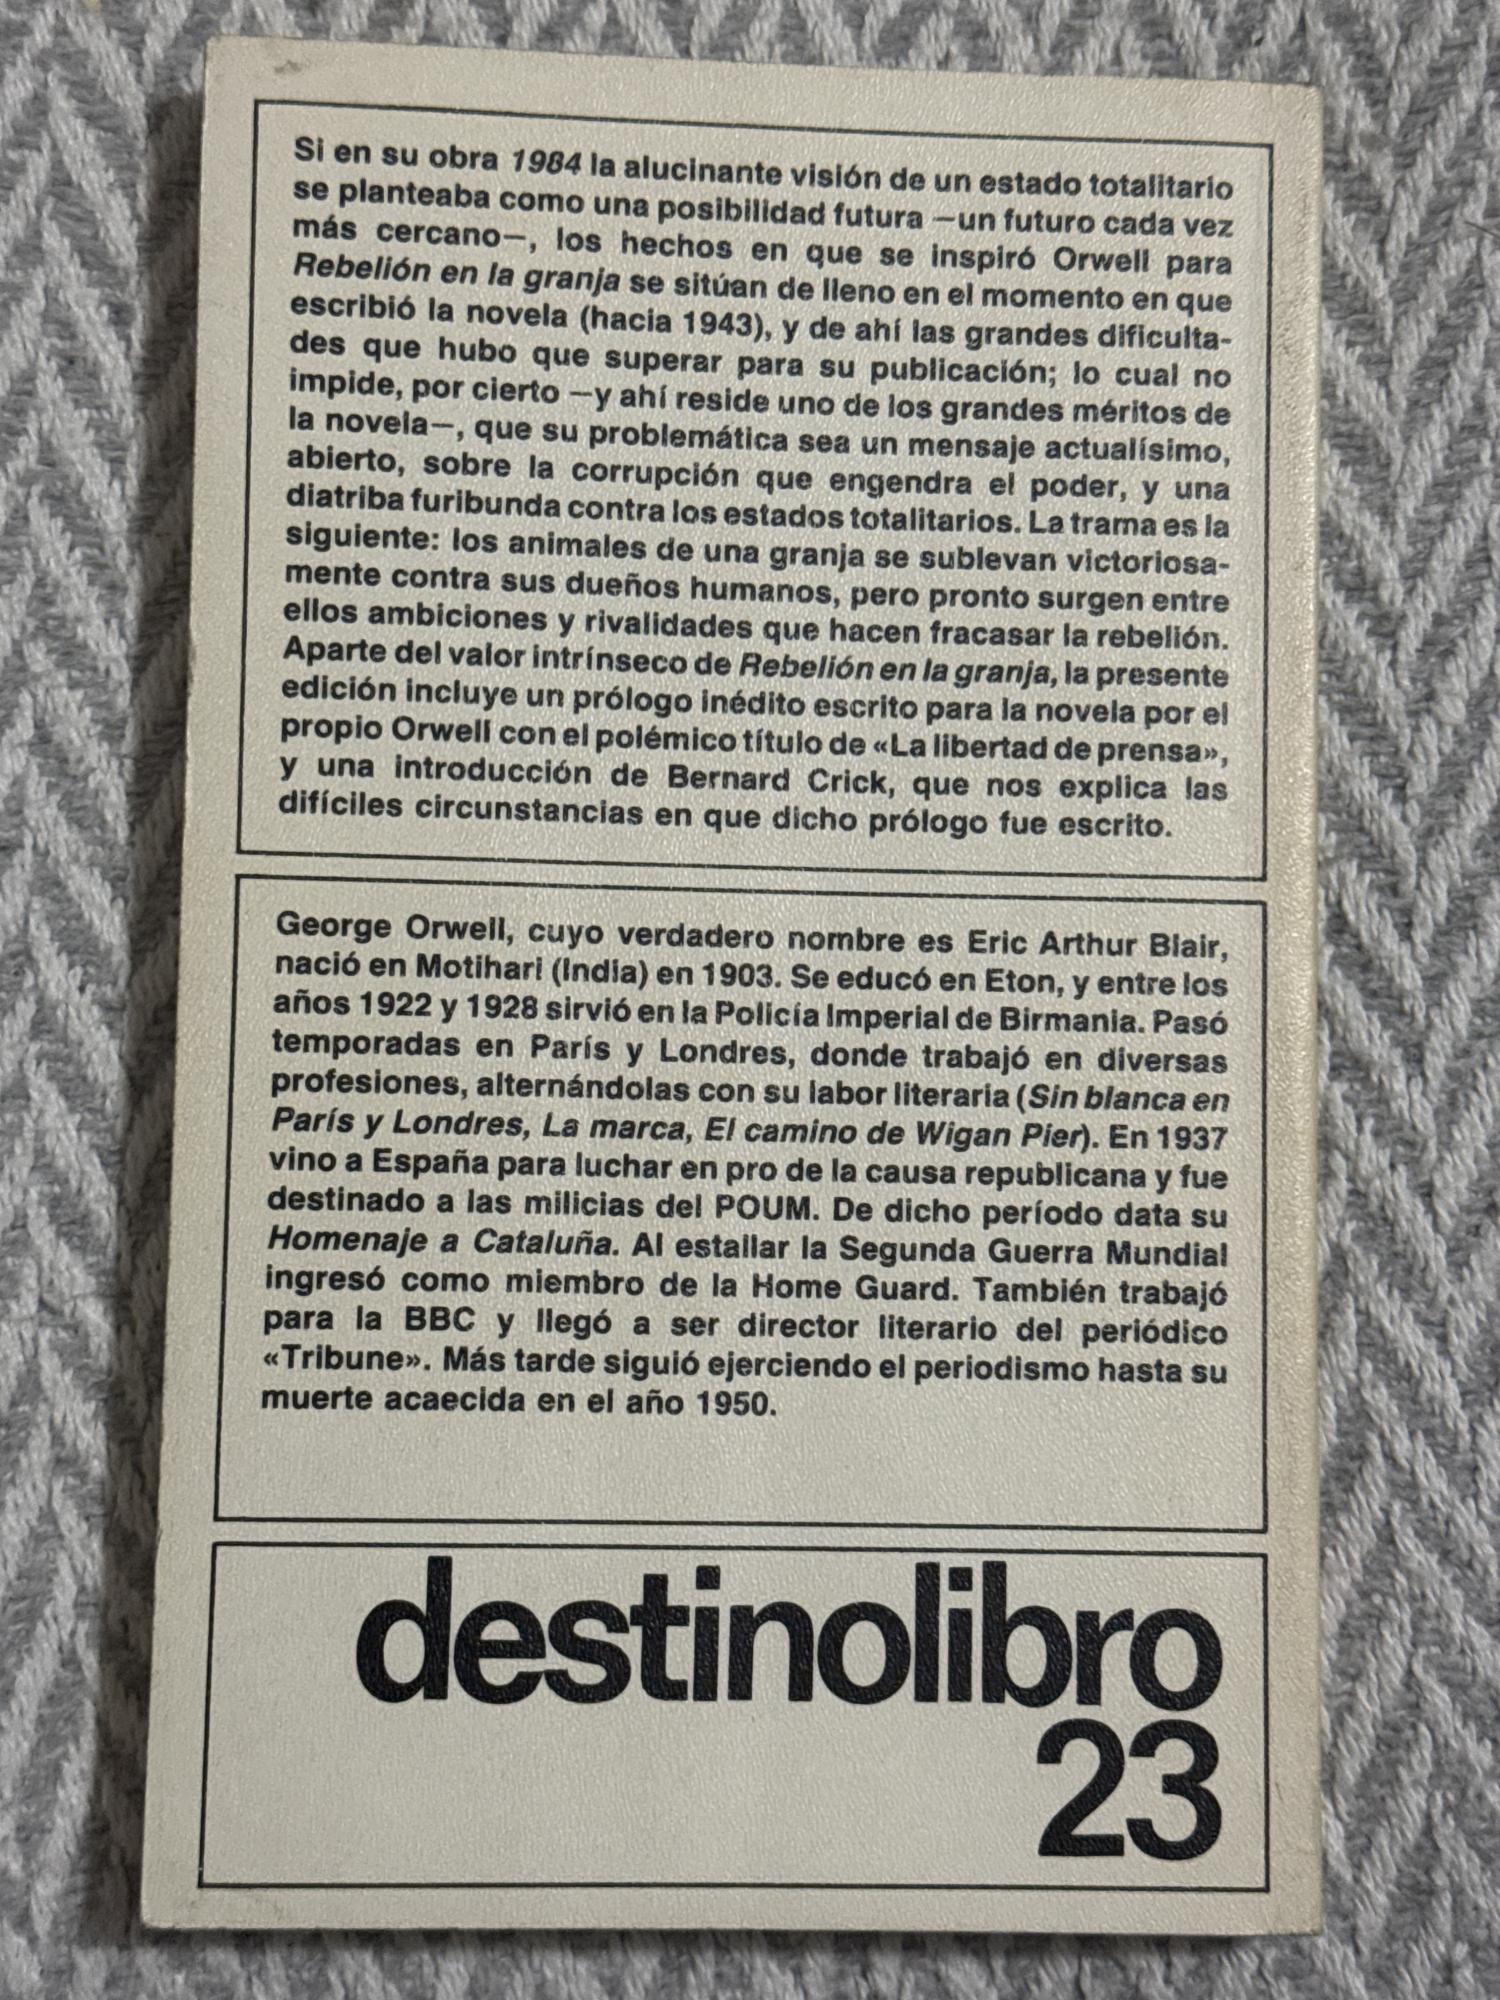 Si en su obra 1984 la alucinante visión de un estado totalitario
se planteaba como una posibilidad futura —un futuro cada vez
más cercano—, los hechos en que se inspiró Orwell para
Rebelión en la granja se sitúan de lleno en el momento en que
escribió la novela (hacia 1943), y de ahí las grandes dificulta-
des que hubo que superar para su publicación; lo cual no
impide, por cierto —y ahí reside uno de los grandes méritos de
la novela—, que su problemática sea un mensaje actualísimo,
abierto, sobre la corrupción que engendra el poder, y una
diatriba furibunda contra los estados totalitarios. La trama es la
siguiente: los animales de una granja se sublevan victoriosa-
mente contra sus dueños humanos, pero pronto surgen entre
ellos ambiciones y rivalidades que hacen fracasar la rebelión.
Aparte del valor intrínseco de Rebelión en la granja, la presente
edición incluye un prólogo inédito escrito para la novela por el
propio Orwell con el polémico título de «La libertad de prensa»,
y una introducción de Bernard Crick, que nos explica las
difíciles circunstancias en que dicho prólogo fue escrito.
George Orwell, cuyo verdadero nombre es Eric Arthur Blair,
nació en Motihari (India) en 1903. Se educó en Eton, y entre los
años 1922 y 1928 sirvió en la Policía Imperial de Birmania. Pasó
temporadas en París y Londres, donde trabajó en diversas
profesiones, alternándolas con su labor literaria (Sin blanca en
París y Londres, La marca, El camino de Wigan Pier). En 1937
vino a España para luchar en pro de la causa republicana y fue
destinado a las milicias del POUM. De dicho período data su
Homenaje a Cataluña. Al estallar la Segunda Guerra Mundial
ingresó como miembro de la Home Guard. También trabajó
para la BBC y llegó a ser director literario del periódico
«Tribune». Más tarde siguió ejerciendo el periodismo hasta su
muerte acaecida en el año 1950.
destinolibro
23